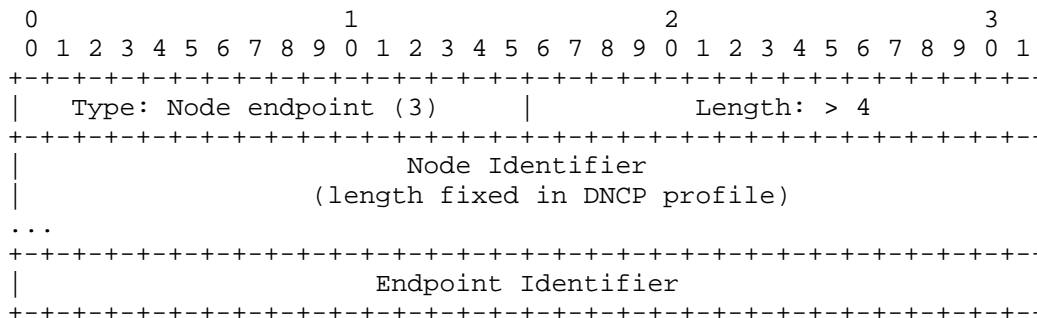 0                   1                   2                   3
 0 1 2 3 4 5 6 7 8 9 0 1 2 3 4 5 6 7 8 9 0 1 2 3 4 5 6 7 8 9 0 1
+-+-+-+-+-+-+-+-+-+-+-+-+-+-+-+-+-+-+-+-+-+-+-+-+-+-+-+-+-+-+-+-
|   Type: Node endpoint (3)     |          Length: > 4
+-+-+-+-+-+-+-+-+-+-+-+-+-+-+-+-+-+-+-+-+-+-+-+-+-+-+-+-+-+-+-+-
|                        Node Identifier
|                  (length fixed in DNCP profile)
...
+-+-+-+-+-+-+-+-+-+-+-+-+-+-+-+-+-+-+-+-+-+-+-+-+-+-+-+-+-+-+-+-
|                      Endpoint Identifier
+-+-+-+-+-+-+-+-+-+-+-+-+-+-+-+-+-+-+-+-+-+-+-+-+-+-+-+-+-+-+-+-